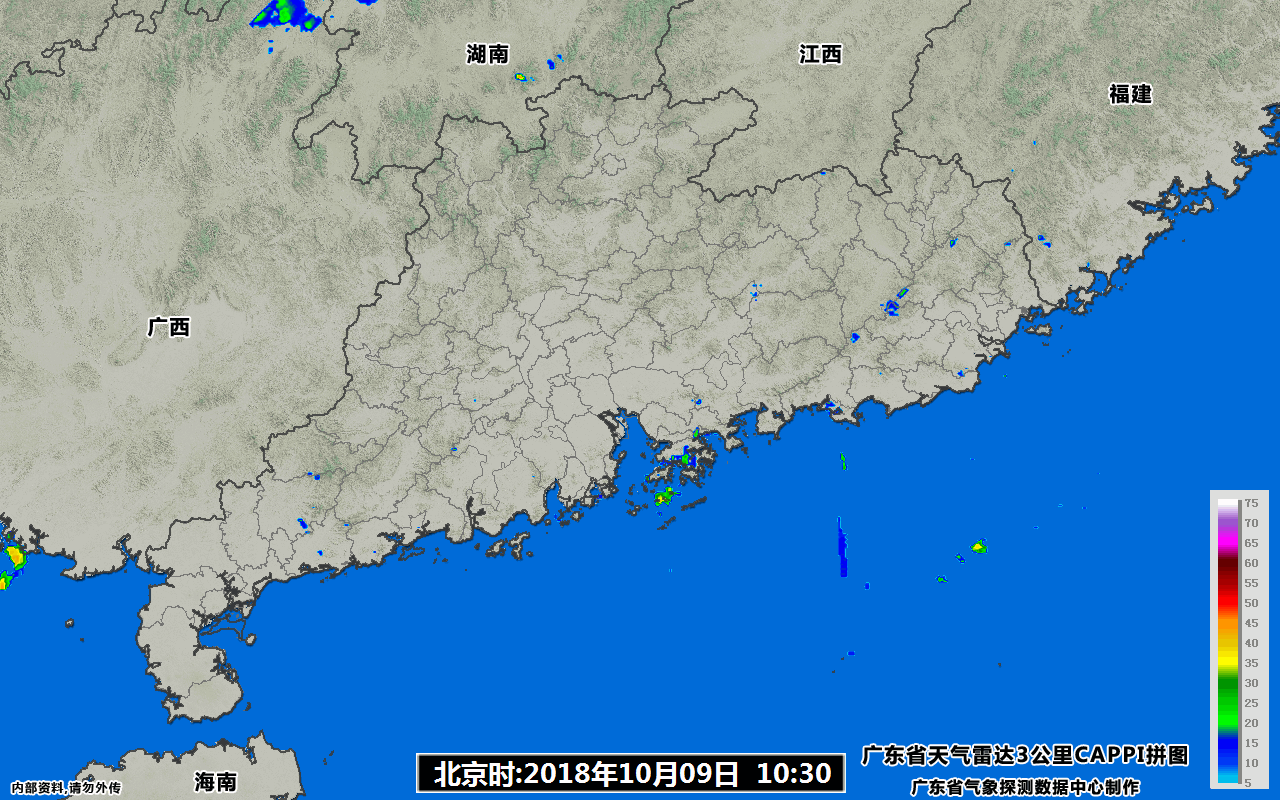 湖南
江西
福建
广西
75
70
65
60
55
50
45
40
35
30
25
20
15
10
5
广东省天气雷达3公里CAPPI拼图
北京时:2018年10月09日 10:30
海南
内部资料,请勿外传
广东省气象探测数据中心制作